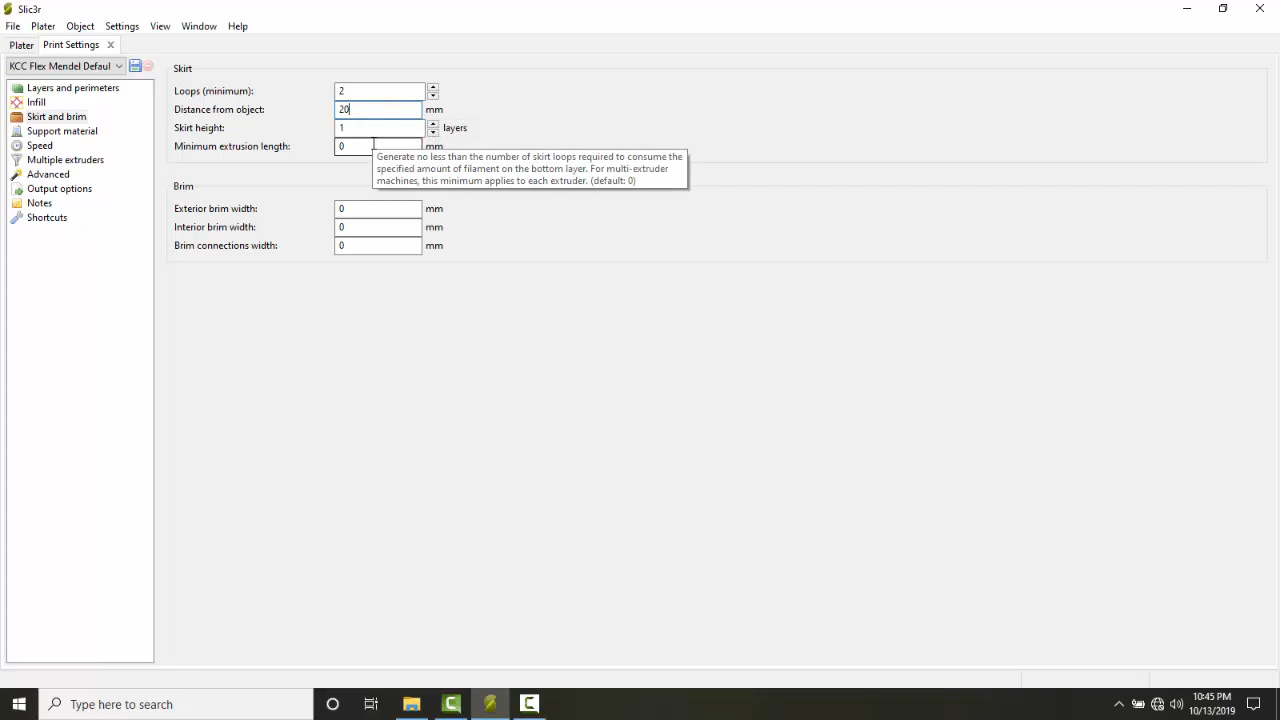 Slic3r
File Plater Object Settings View Window Help
Plater Print Settings
KCC Flex Mendel Defaul
Layers and perimeters
Infill
Skirt and brim
Support material
Speed
Multiple extruders
Advanced
Output options
Notes
Shortcuts
Skirt
Loops (minimum): 2
Distance from object: 20 mm
Skirt height: 1 layers
Minimum extrusion length: 0 mm
Generate no less than the number of skirt loops required to consume the
specified amount of filament on the bottom layer. For multi-extruder
machines, this minimum applies to each extruder. (default: 0)
Brim
Exterior brim width: 0 mm
Interior brim width: 0 mm
Brim connections width: 0 mm
Type here to search
10:45 PM
10/13/2019